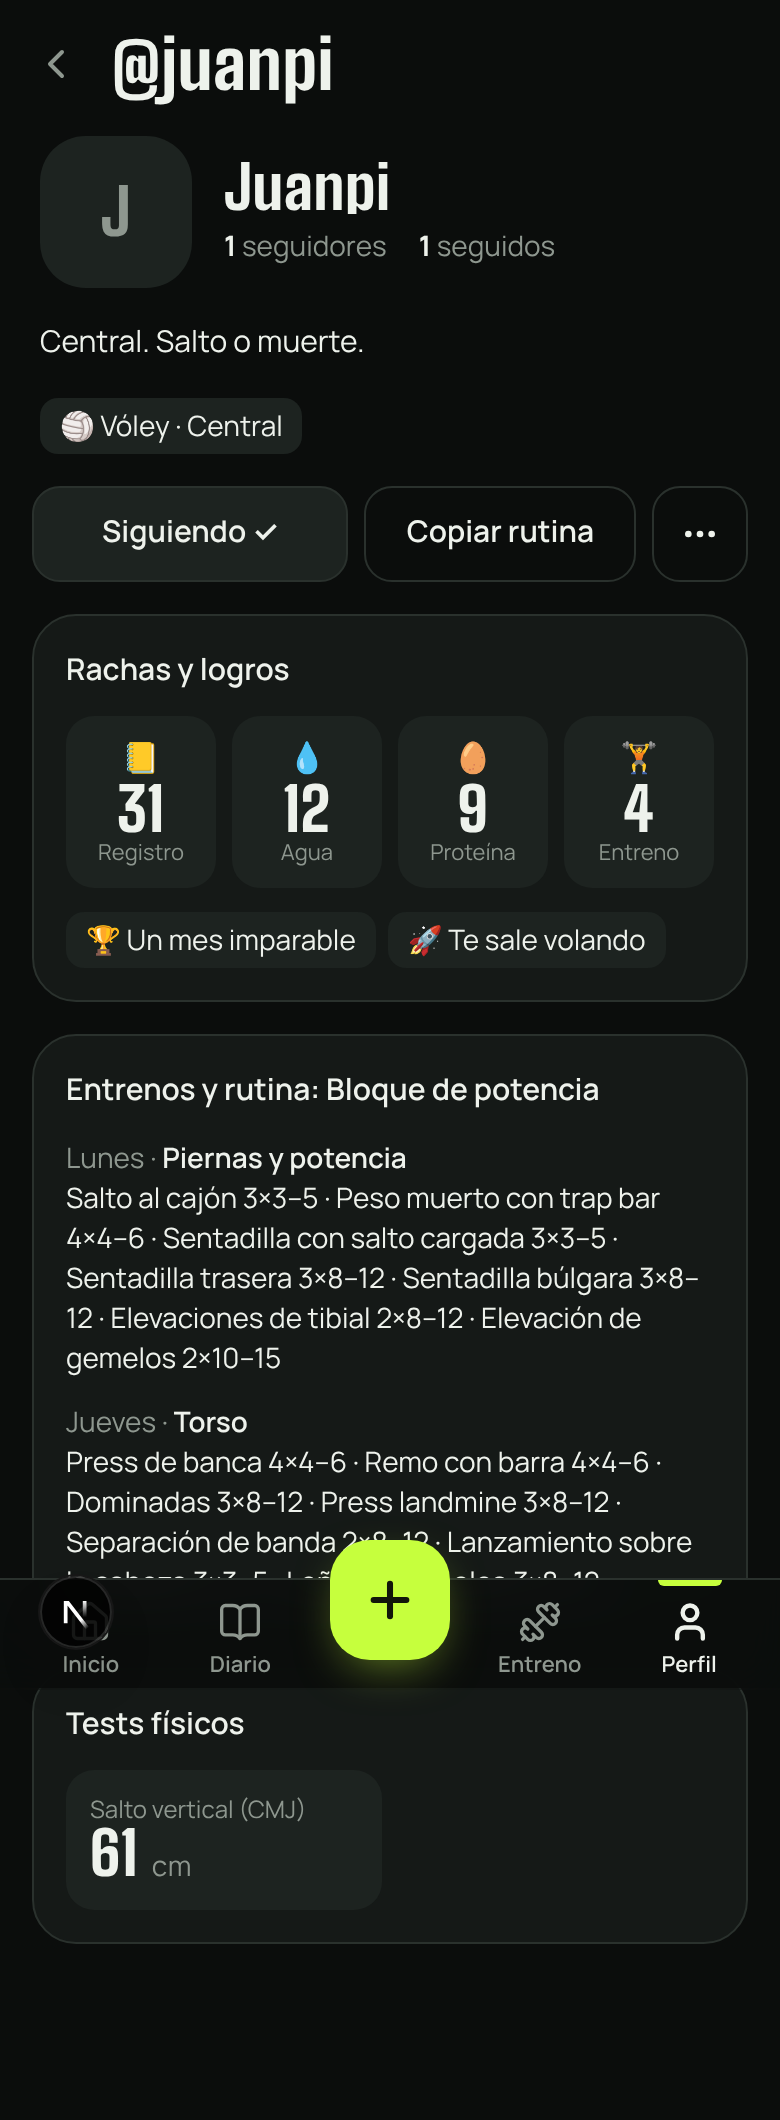 @juanpi
J
Juanpi
1 seguidores 1 seguidos
Central. Salto o muerte.
Vóley · Central
Siguiendo ✓
Copiar rutina
Rachas y logros
31 12 9 4
Registro Agua Proteína Entreno
Un mes imparable Te sale volando
Entrenos y rutina: Bloque de potencia
Lunes · Piernas y potencia
Salto al cajón 3×3–5 · Peso muerto con trap bar
4×4–6 · Sentadilla con salto cargada 3×3–5 ·
Sentadilla trasera 3×8–12 · Sentadilla búlgara 3×8–
12 · Elevaciones de tibial 2×8–12 · Elevación de
gemelos 2×10–15
Jueves · Torso
Press de banca 4×4–6 · Remo con barra 4×4–6 ·
Dominadas 3×8–12 · Press landmine 3×8–12 ·
Separación de banda 2×8–12 · Lanzamiento sobre
N
Inicio Diario + Entreno Perfil
Tests físicos
Salto vertical (CMJ)
61 cm